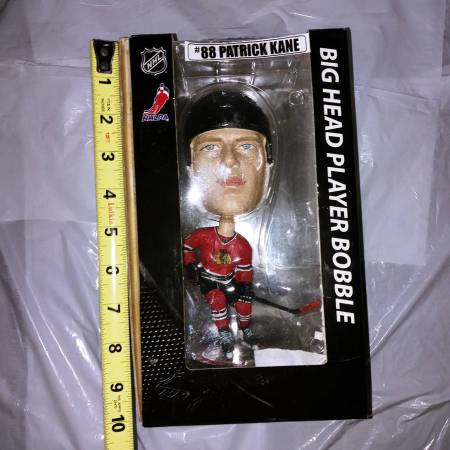 #88 PATRICK KANE
NHL
NHLPA
BIG HEAD PLAYER BOBBLE
1
2
3
4
Lufkin
5
6
7
8
9
10